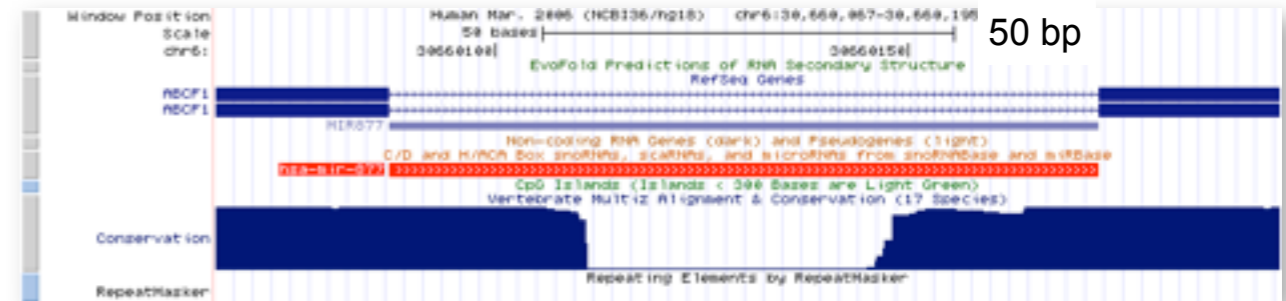 Window Position Human Mar. 2006 (NCBI36/hg18) chr6:30,660,067-30,660,195
Scale 50 bases 50 bp
chr6: 30660100 30660150
EvoFold Predictions of RNA Secondary Structure
RefSeq Genes
ABCF1
ABCF1
MIR877
Non-coding RNA Genes (dark) and Pseudogenes (light)
C/D and H/ACA Box snoRNAs, scaRNAs, and microRNAs from snoRNABase and miRBase
hsa-mir-877
CpG Islands (Islands < 300 Bases are Light Green)
Vertebrate Multiz Alignment & Conservation (17 Species)
Conservation
Repeating Elements by RepeatMasker
RepeatMasker